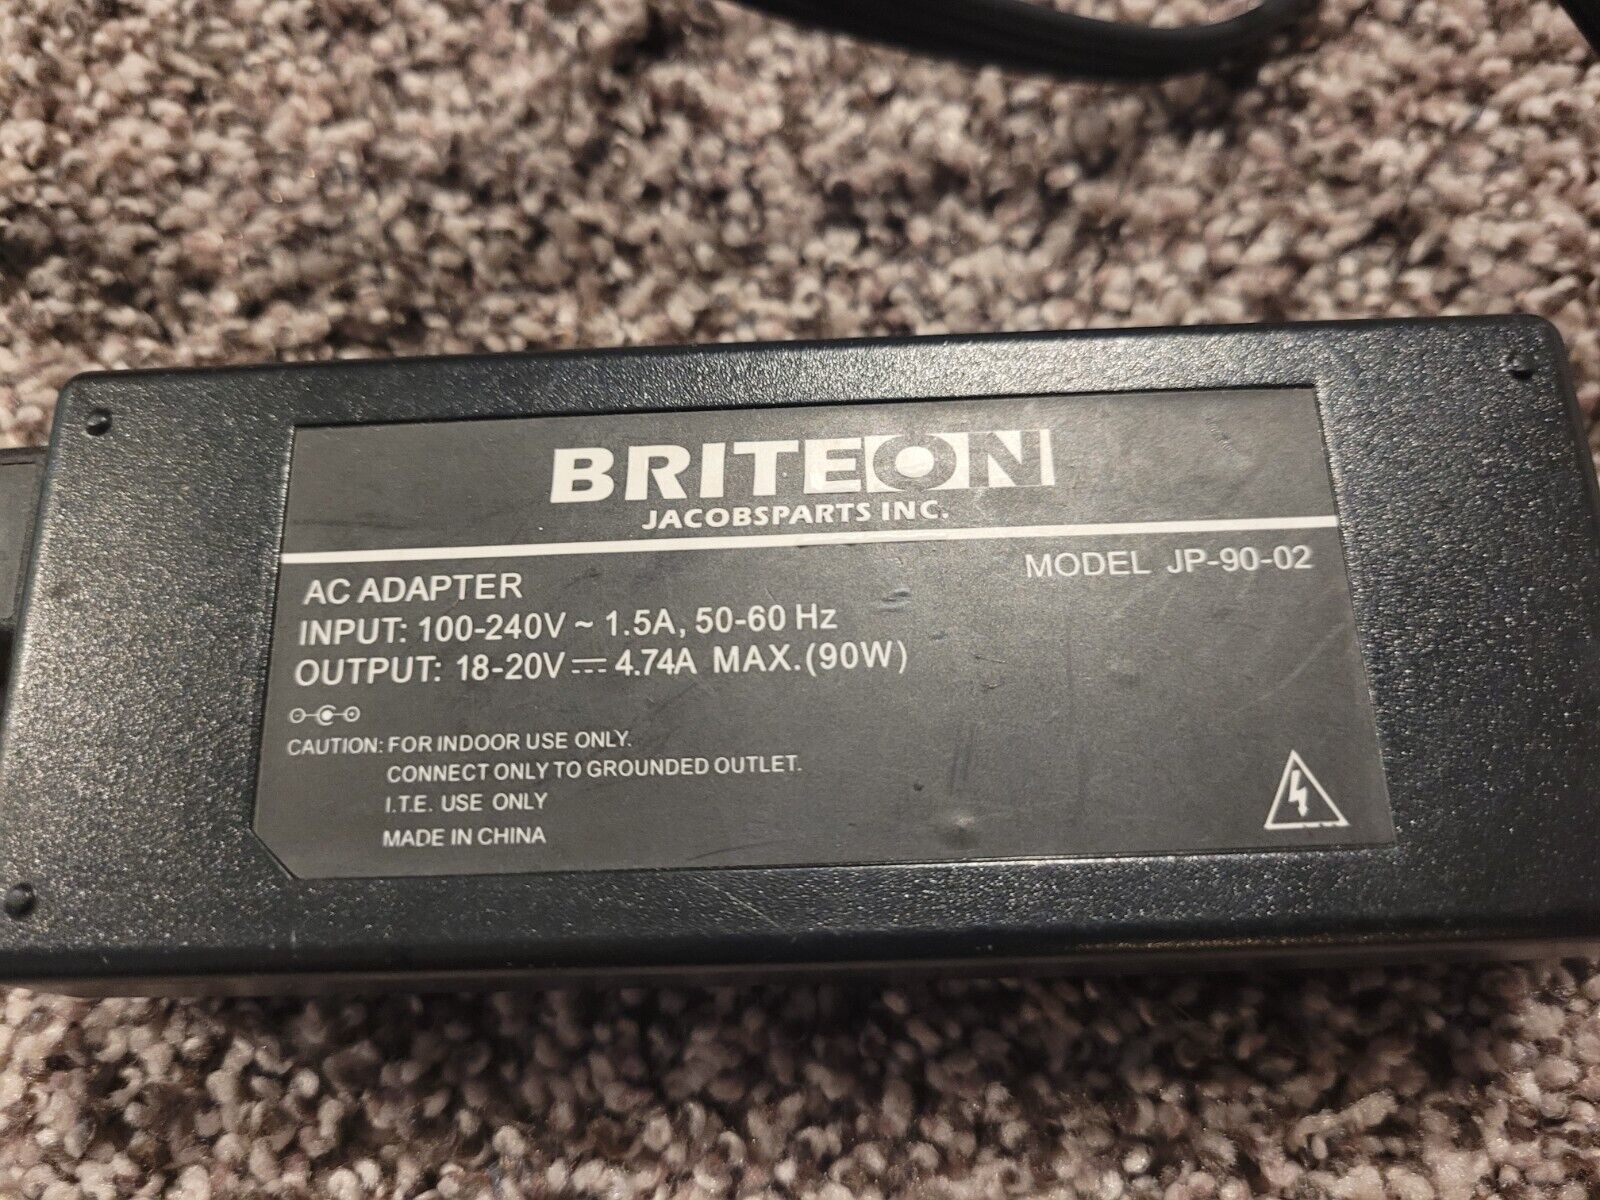 BRITEON
JACOBSPARTS INC.
MODEL JP-90-02
AC ADAPTER
INPUT: 100-240V ~ 1.5A, 50-60 Hz
OUTPUT: 18-20V ⎓ 4.74A MAX.(90W)
CAUTION: FOR INDOOR USE ONLY.
CONNECT ONLY TO GROUNDED OUTLET.
I.T.E. USE ONLY
MADE IN CHINA